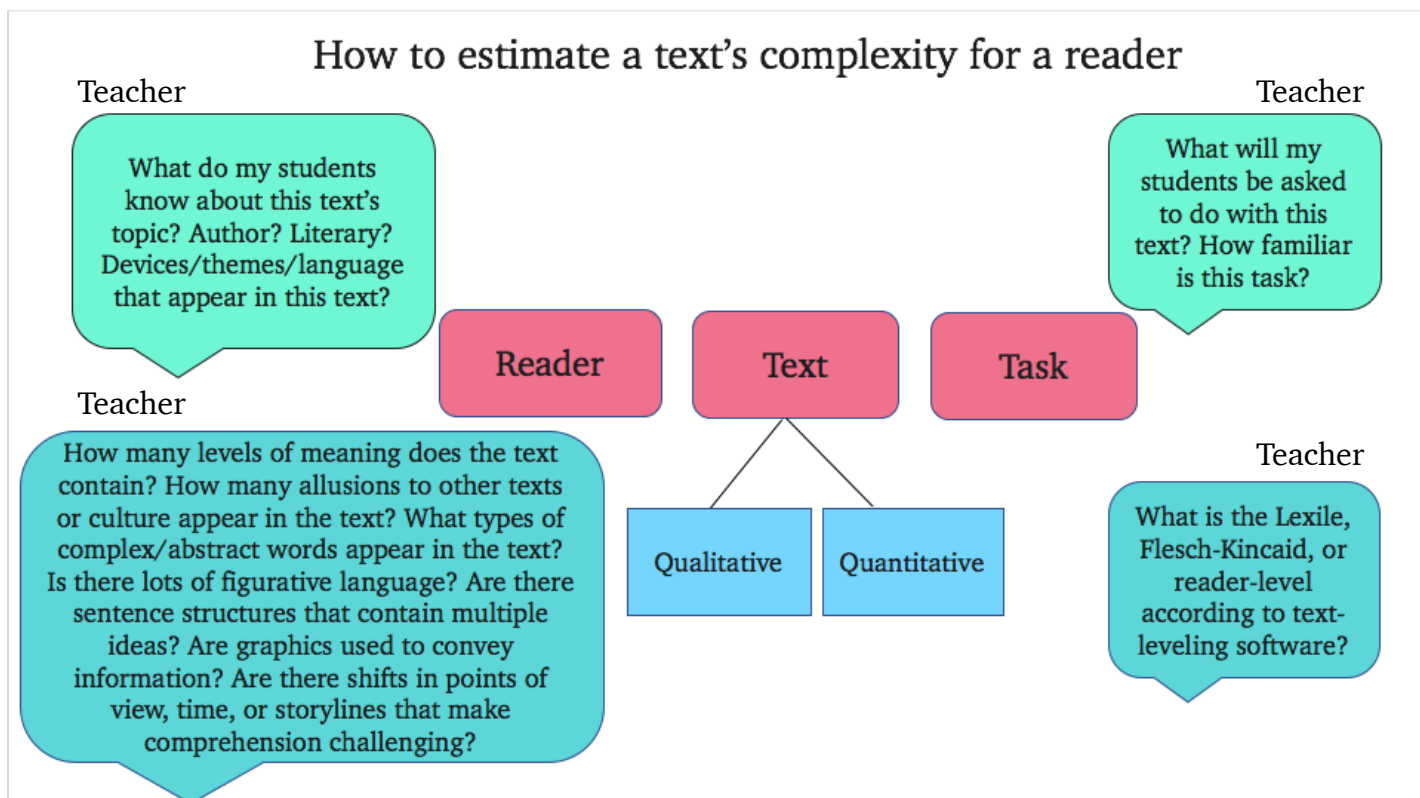 How to estimate a text's complexity for a reader
Teacher
What do my students
know about this text's
topic? Author? Literary?
Devices/themes/language
that appear in this text?
Teacher
What will my
students be asked
to do with this
text? How familiar
is this task?
Reader
Text
Task
Teacher
How many levels of meaning does the text
contain? How many allusions to other texts
or culture appear in the text? What types of
complex/abstract words appear in the text?
Is there lots of figurative language? Are there
sentence structures that contain multiple
ideas? Are graphics used to convey
information? Are there shifts in points of
view, time, or storylines that make
comprehension challenging?
Qualitative
Quantitative
Teacher
What is the Lexile,
Flesch-Kincaid, or
reader-level
according to text-
leveling software?